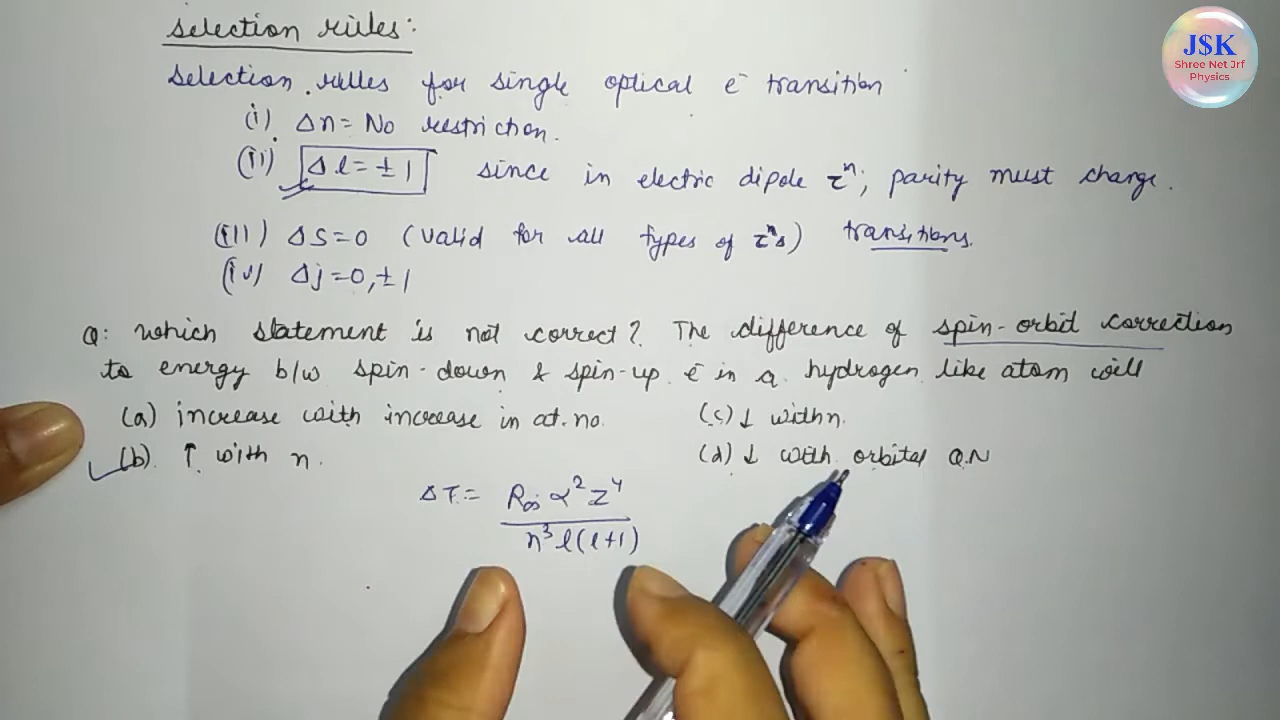 Selection rules:
Selection rules for single optical e⁻ transition
(i) Δn = No restriction.
(ii) Δl = ±1 since in electric dipole τⁿ; parity must change.
(iii) Δs=0 (valid for all types of τⁿs) transitions.
(iv) Δj=0,±1
Q: which statement is not correct? The difference of spin-orbit correction
to energy b/w spin-down & spin-up e⁻ in a hydrogen like atom will
(a) increase with increase in at. no. (c) ↓ with n.
(b) ↑ with n. (d) ↓ with orbital Q.N
ΔT = R∞ α² Z⁴
n³ l(l+1)
J$K
Shree Net Jrf
Physics